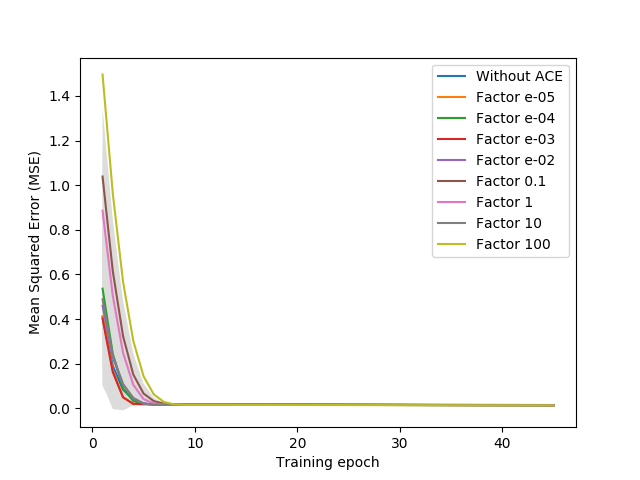 Without ACE
Factor e-05
Factor e-04
Factor e-03
Factor e-02
Factor 0.1
Factor 1
Factor 10
Factor 100
Mean Squared Error (MSE)
1.4
1.2
1.0
0.8
0.6
0.4
0.2
0.0
0 10 20 30 40
Training epoch